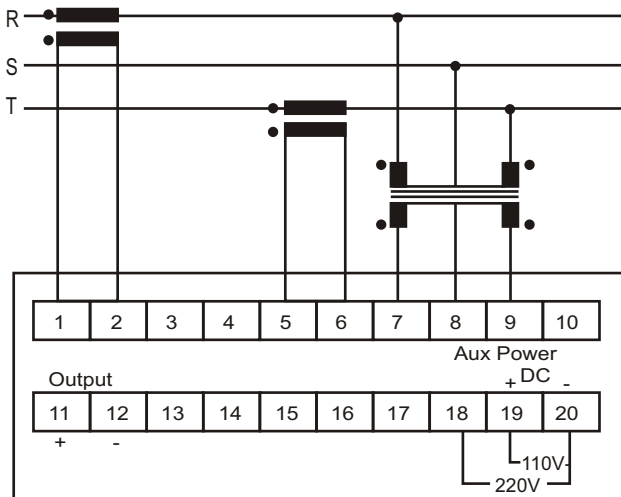 R
S
T
1 2 3 4 5 6 7 8 9 10
Aux Power
Output + DC -
11 12 13 14 15 16 17 18 19 20
+ -
110V
220V